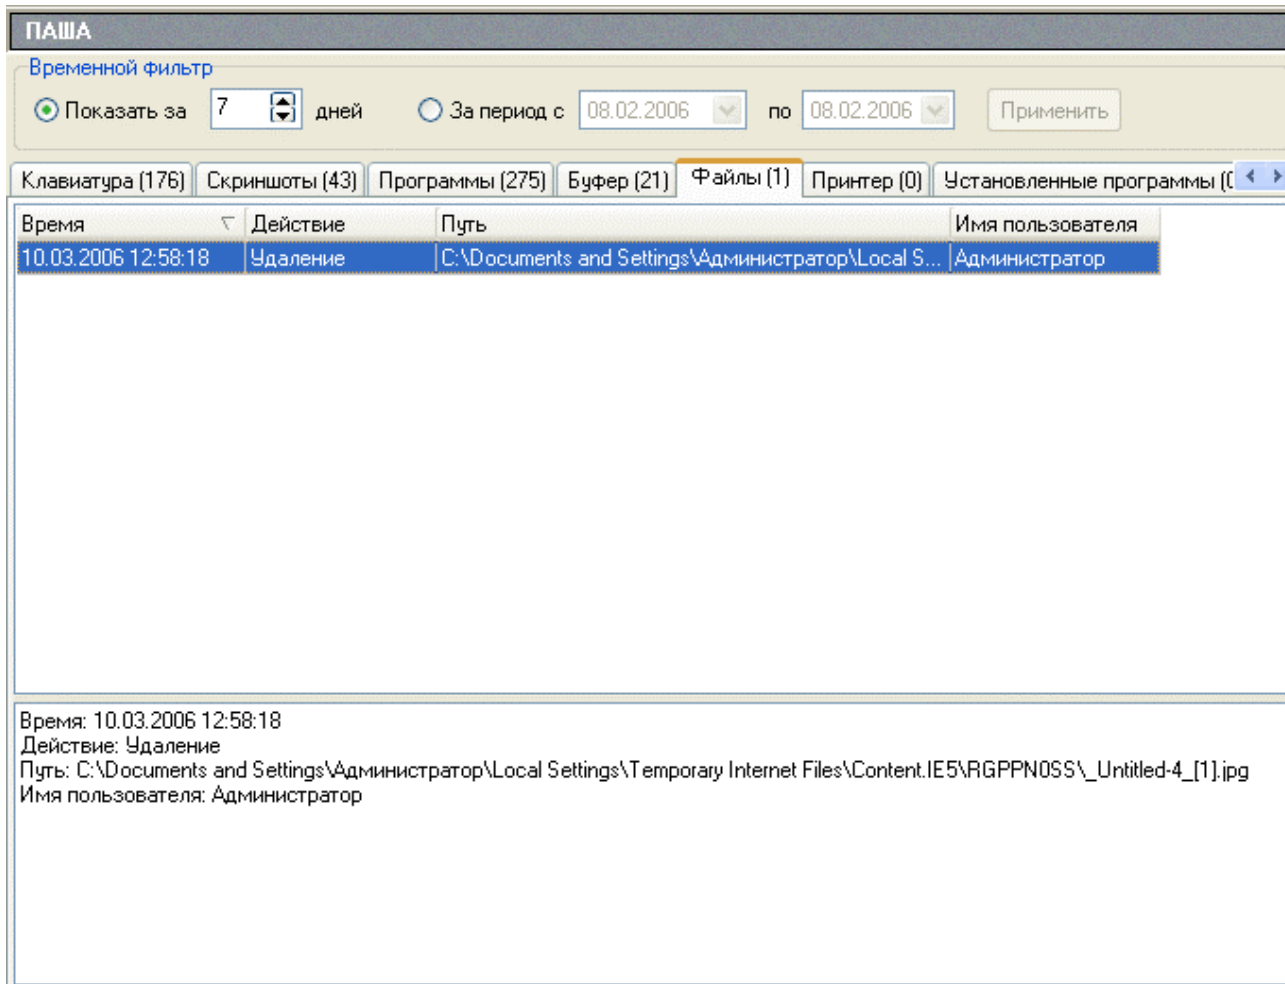 ПАША
Временной фильтр
Показать за 7 дней За период с 08.02.2006 по 08.02.2006 Применить
Клавиатура (176) Скриншоты (43) Программы (275) Буфер (21) Файлы (1) Принтер (0) Установленные программы (
Время Действие Путь Имя пользователя
10.03.2006 12:58:18 Удаление C:\Documents and Settings\Администратор\Local S... Администратор
Время: 10.03.2006 12:58:18
Действие: Удаление
Путь: C:\Documents and Settings\Администратор\Local Settings\Temporary Internet Files\Content.IE5\RGPPN0SS\_Untitled-4_[1].jpg
Имя пользователя: Администратор